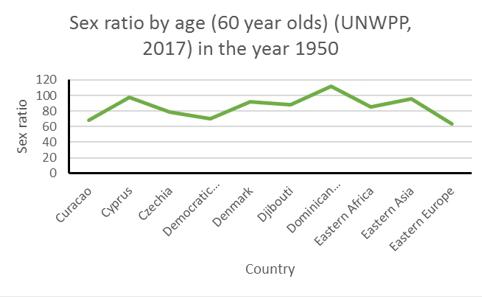 Sex ratio by age (60 year olds) (UNWPP,
2017) in the year 1950
120
100
80
60
40
20
0
Sex ratio
Curacao
Cyprus
Czechia
Democratic...
Denmark
Djibouti
Dominican...
Eastern Africa
Eastern Asia
Eastern Europe
Country